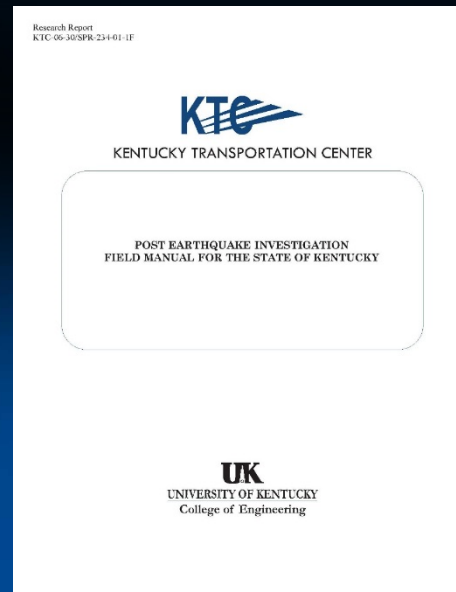 Research Report
KTC-06-30/SPR-234-01-1F
KTC
KENTUCKY TRANSPORTATION CENTER
POST EARTHQUAKE INVESTIGATION
FIELD MANUAL FOR THE STATE OF KENTUCKY
UK
UNIVERSITY OF KENTUCKY
College of Engineering